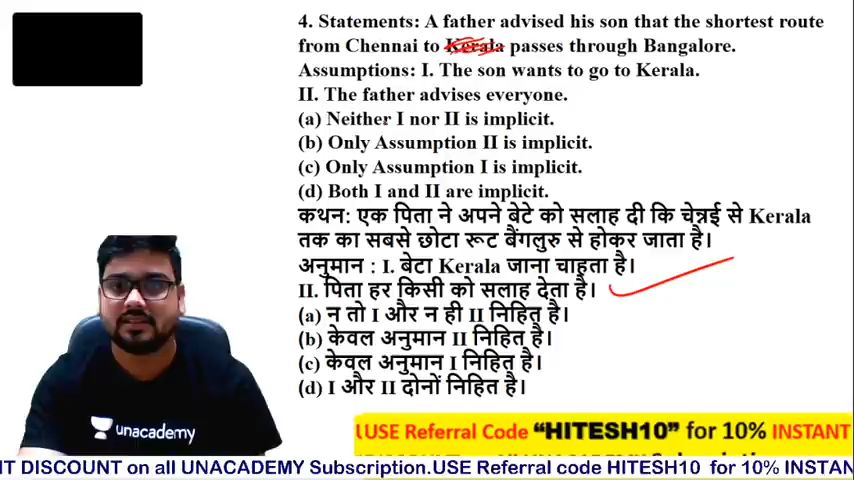 4. Statements: A father advised his son that the shortest route
from Chennai to Kerala passes through Bangalore.
Assumptions: I. The son wants to go to Kerala.
II. The father advises everyone.
(a) Neither I nor II is implicit.
(b) Only Assumption II is implicit.
(c) Only Assumption I is implicit.
(d) Both I and II are implicit.
कथन: एक पिता ने अपने बेटे को सलाह दी कि चेन्नई से Kerala
तक का सबसे छोटा रूट बैंगलुरु से होकर जाता है।
अनुमान : I. बेटा Kerala जाना चाहता है।
II. पिता हर किसी को सलाह देता है।
(a) न तो I और न ही II निहित है।
(b) केवल अनुमान II निहित है।
(c) केवल अनुमान I निहित है।
(d) I और II दोनों निहित है।
unacademy
USE Referral Code “HITESH10” for 10% INSTANT
IT DISCOUNT on all UNACADEMY Subscription.USE Referral code HITESH10 for 10% INSTAN